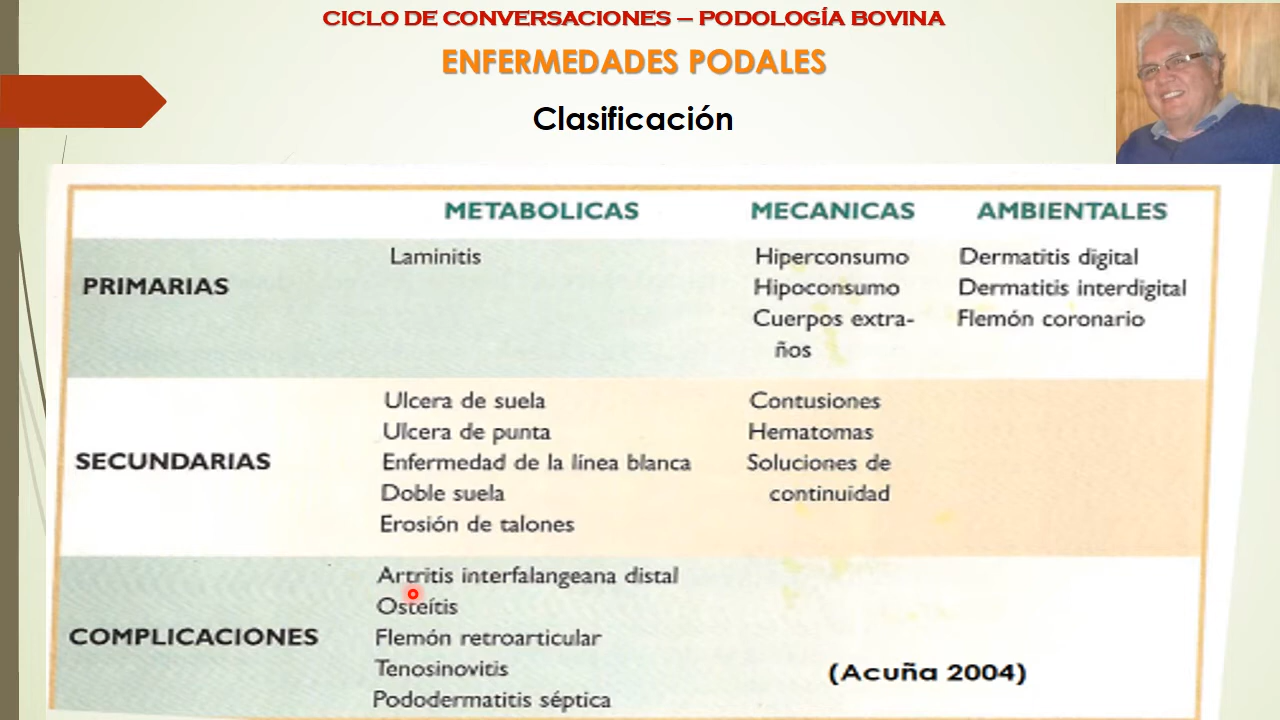 CICLO DE CONVERSACIONES – PODOLOGÍA BOVINA
ENFERMEDADES PODALES
Clasificación
METABOLICAS MECANICAS AMBIENTALES
PRIMARIAS
Laminitis
Hiperconsumo
Hipoconsumo
Cuerpos extra-
ños
Dermatitis digital
Dermatitis interdigital
Flemón coronario
SECUNDARIAS
Ulcera de suela
Ulcera de punta
Enfermedad de la línea blanca
Doble suela
Erosión de talones
Contusiones
Hematomas
Soluciones de
continuidad
COMPLICACIONES
Artritis interfalangeana distal
Osteítis
Flemón retroarticular
Tenosinovitis
Pododermatitis séptica
(Acuña 2004)